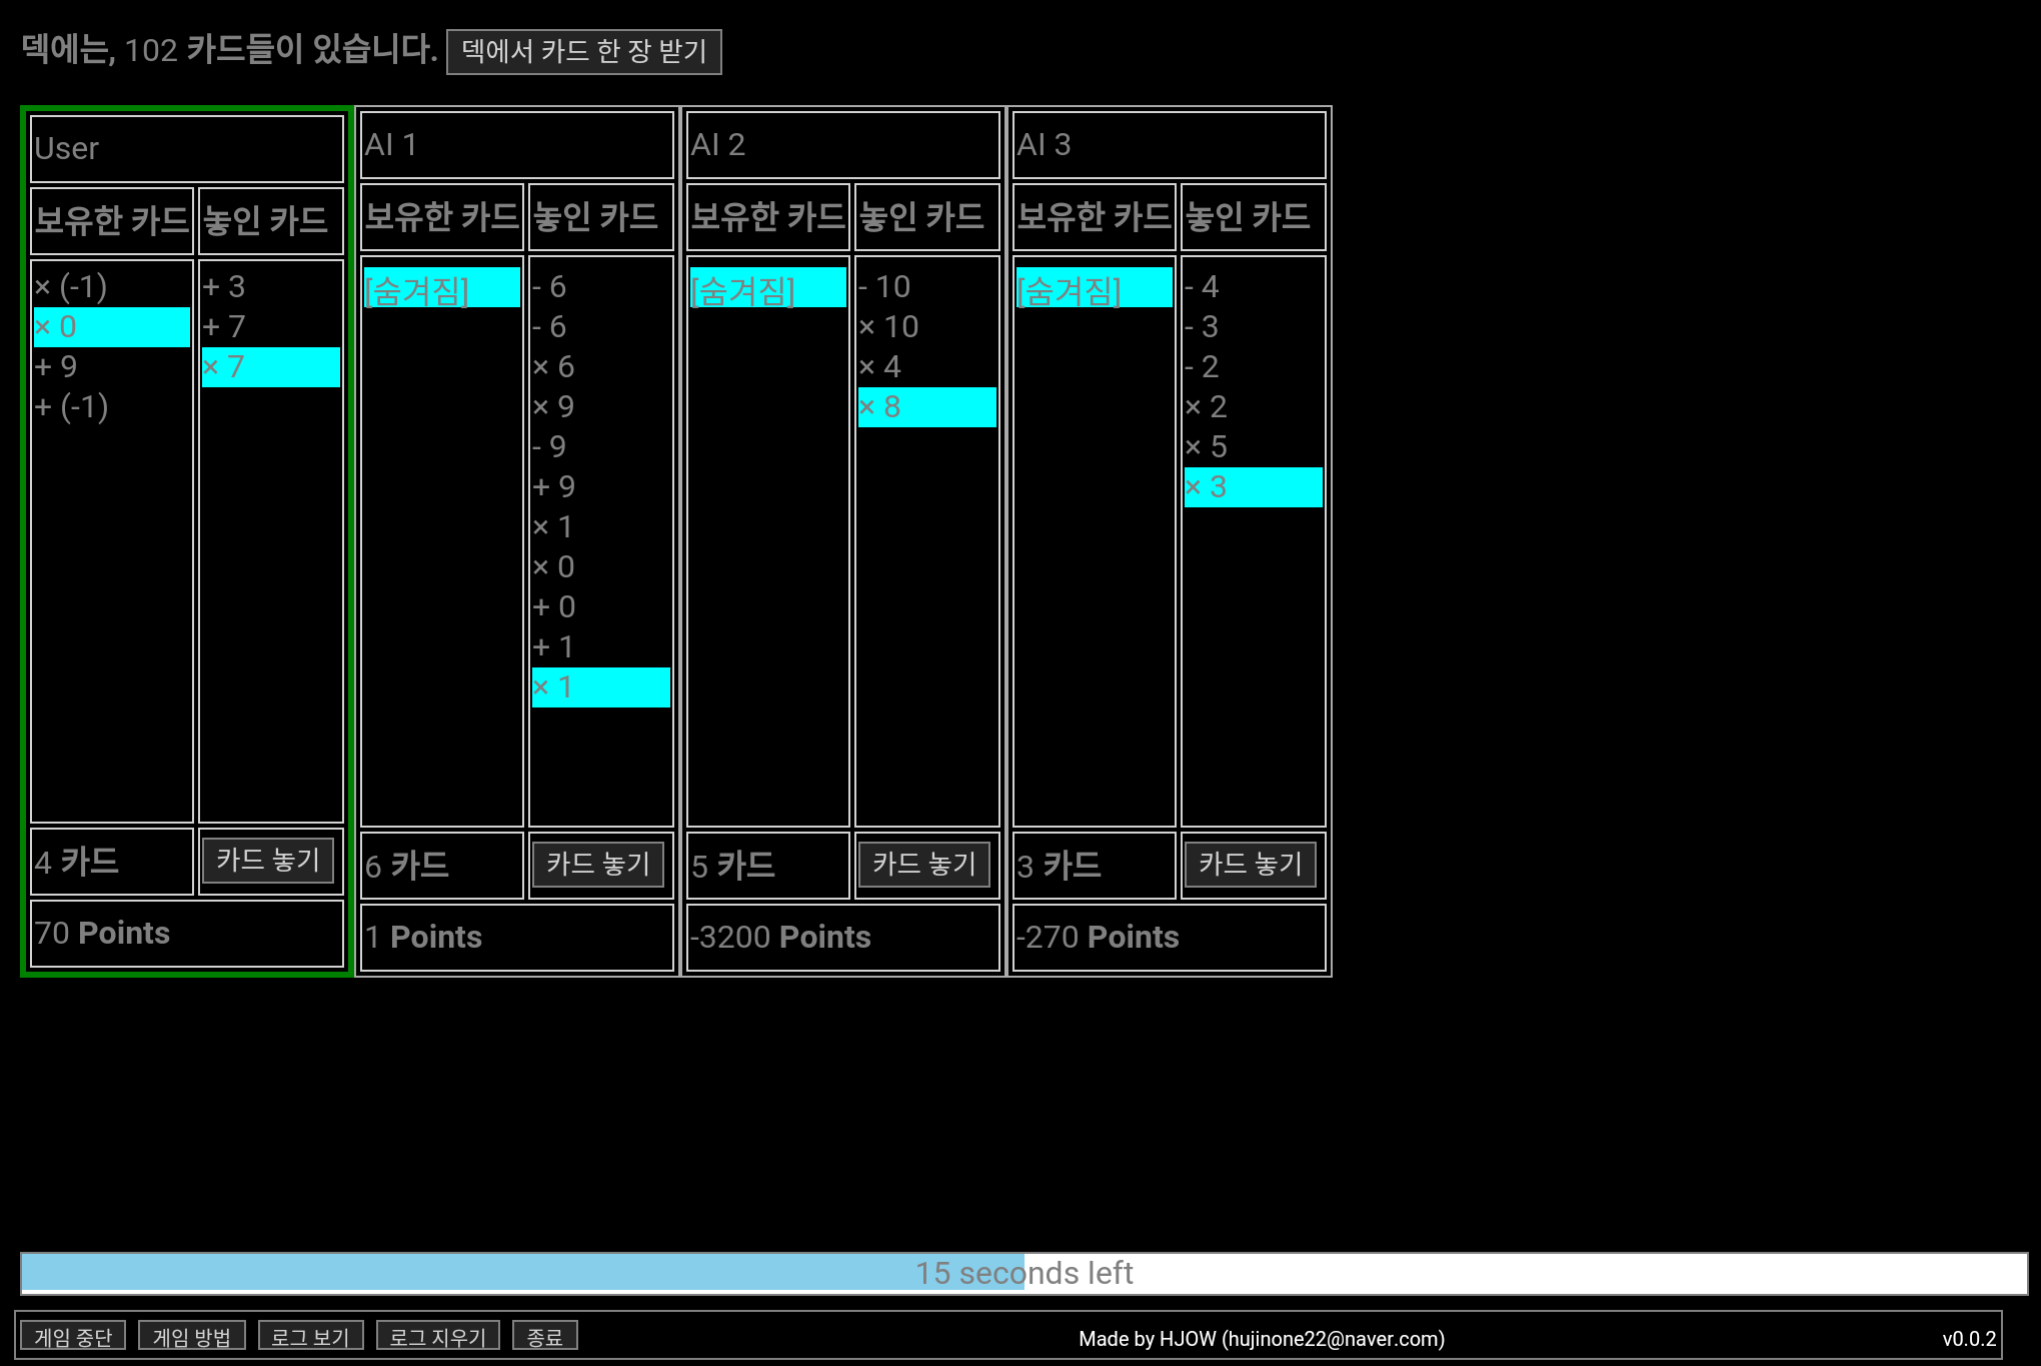 덱에는, 102 카드들이 있습니다. 덱에서 카드 한 장 받기
User
보유한 카드 놓인 카드
× (-1)
× 0
+ 9
+ (-1)
+ 3
+ 7
× 7
4 카드 카드 놓기
70 Points
AI 1
보유한 카드 놓인 카드
[숨겨짐]
- 6
- 6
× 6
× 9
- 9
+ 9
× 1
× 0
+ 0
+ 1
× 1
6 카드 카드 놓기
1 Points
AI 2
보유한 카드 놓인 카드
[숨겨짐]
- 10
× 10
× 4
× 8
5 카드 카드 놓기
-3200 Points
AI 3
보유한 카드 놓인 카드
[숨겨짐]
- 4
- 3
- 2
× 2
× 5
× 3
3 카드 카드 놓기
-270 Points
15 seconds left
게임 중단 게임 방법 로그 보기 로그 지우기 종료 Made by HJOW (hujinone22@naver.com) v0.0.2